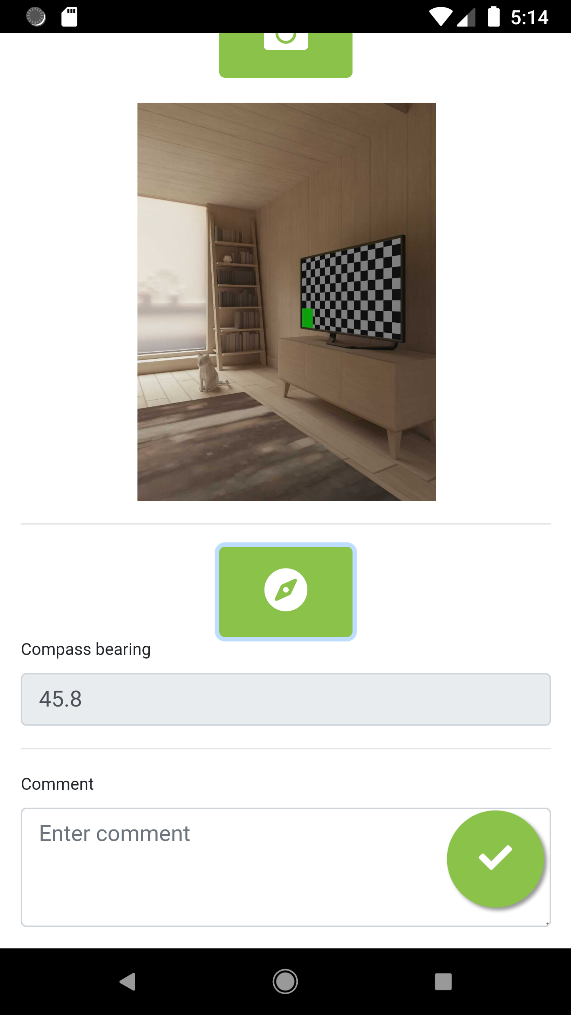 5:14
Compass bearing
45.8
Comment
Enter comment